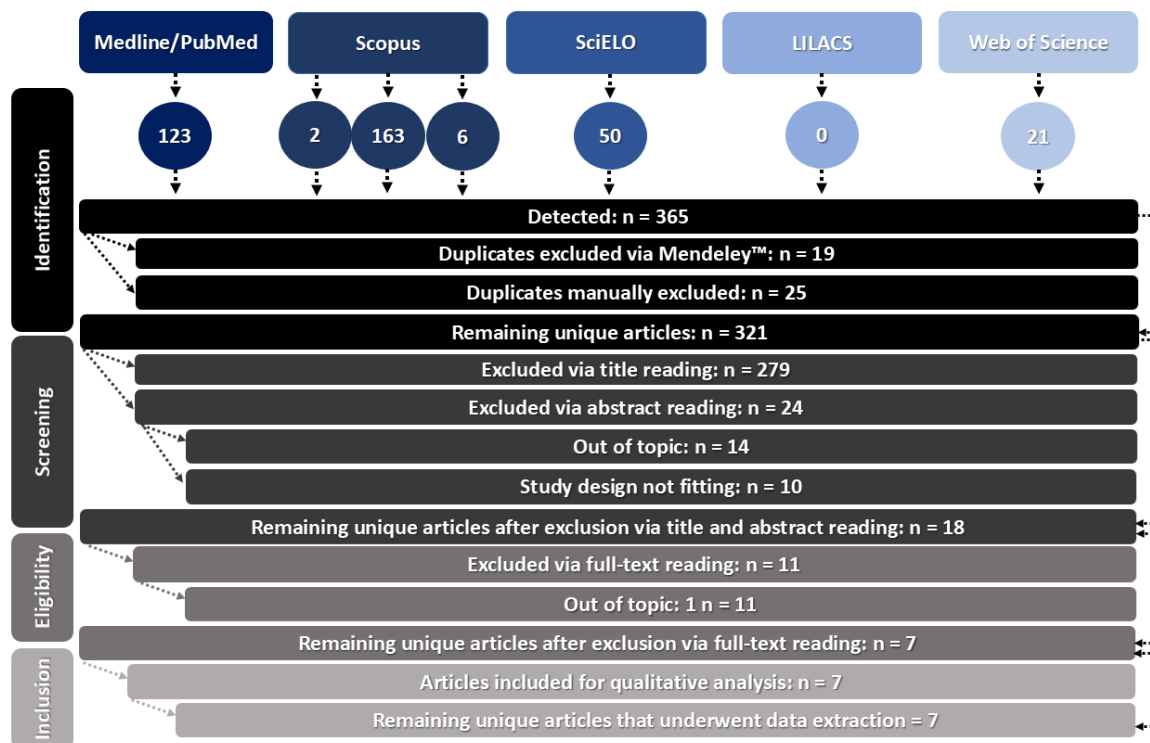 Medline/PubMed
Scopus
SciELO
LILACS
Web of Science
123
2
163
6
50
0
21
Identification
Detected: n = 365
Duplicates excluded via Mendeley™: n = 19
Duplicates manually excluded: n = 25
Remaining unique articles: n = 321
Screening
Excluded via title reading: n = 279
Excluded via abstract reading: n = 24
Out of topic: n = 14
Study design not fitting: n = 10
Remaining unique articles after exclusion via title and abstract reading: n = 18
Eligibility
Excluded via full-text reading: n = 11
Out of topic: 1 n = 11
Remaining unique articles after exclusion via full-text reading: n = 7
Inclusion
Articles included for qualitative analysis: n = 7
Remaining unique articles that underwent data extraction = 7